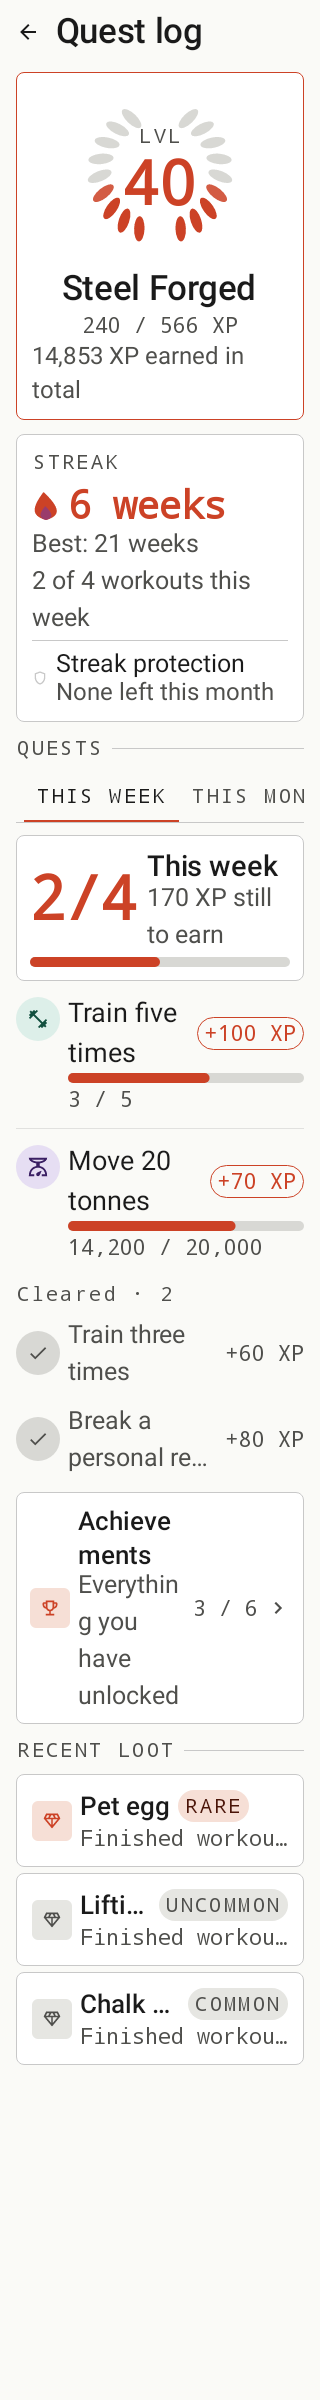 Quest log
LVL
40
Steel Forged
240 / 566 XP
14,853 XP earned in
total
STREAK
6 weeks
Best: 21 weeks
2 of 4 workouts this
week
Streak protection
None left this month
QUESTS
THIS WEEK THIS MON
2/4
This week
170 XP still
to earn
Train five
times
+100 XP
3 / 5
Move 20
tonnes
+70 XP
14,200 / 20,000
Cleared · 2
Train three
times
+60 XP
Break a
personal re…
+80 XP
Achieve
ments
Everythin
g you
have
unlocked
3 / 6
RECENT LOOT
Pet egg RARE
Finished workou…
Lifti… UNCOMMON
Finished workou…
Chalk … COMMON
Finished workou…